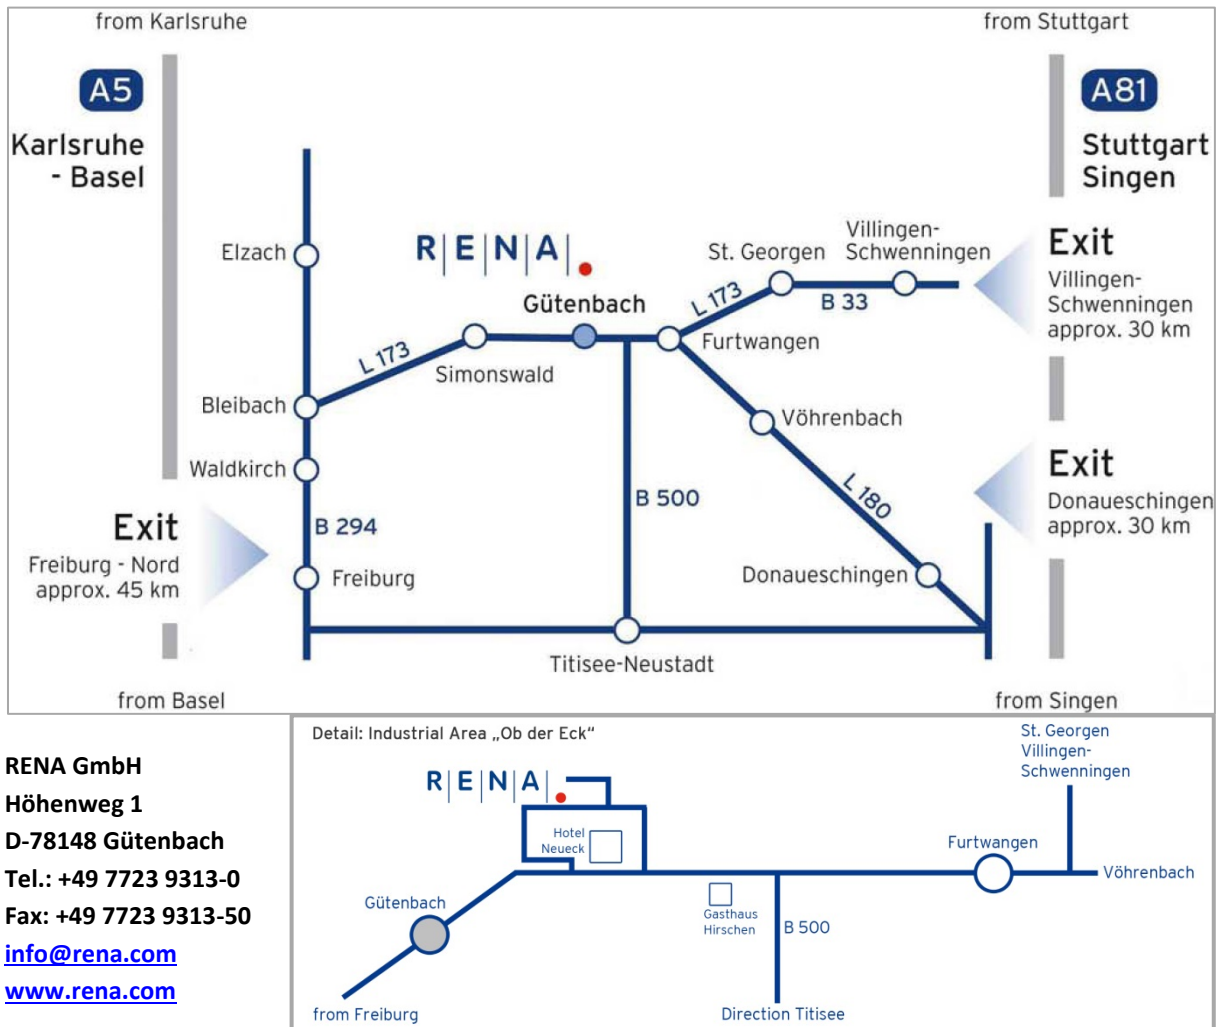 from Karlsruhe
from Stuttgart
A5
A81
Karlsruhe
- Basel
Stuttgart
Singen
Elzach
R|E|N|A|.
Gütenbach
St. Georgen
Villingen-
Schwenningen
L 173
B 33
Exit
Villingen-
Schwenningen
approx. 30 km
L 173
Simonswald
Furtwangen
Bleibach
Vöhrenbach
Waldkirch
B 294
B 500
L 180
Exit
Donaueschingen
approx. 30 km
Exit
Freiburg - Nord
approx. 45 km
Freiburg
Donaueschingen
Titisee-Neustadt
from Basel
from Singen
RENA GmbH
Höhenweg 1
D-78148 Gütenbach
Tel.: +49 7723 9313-0
Fax: +49 7723 9313-50
info@rena.com
www.rena.com
Detail: Industrial Area „Ob der Eck“
St. Georgen
Villingen-
Schwenningen
R|E|N|A|.
Hotel
Neueck
Furtwangen
Vöhrenbach
Gütenbach
Gasthaus
Hirschen
B 500
from Freiburg
Direction Titisee